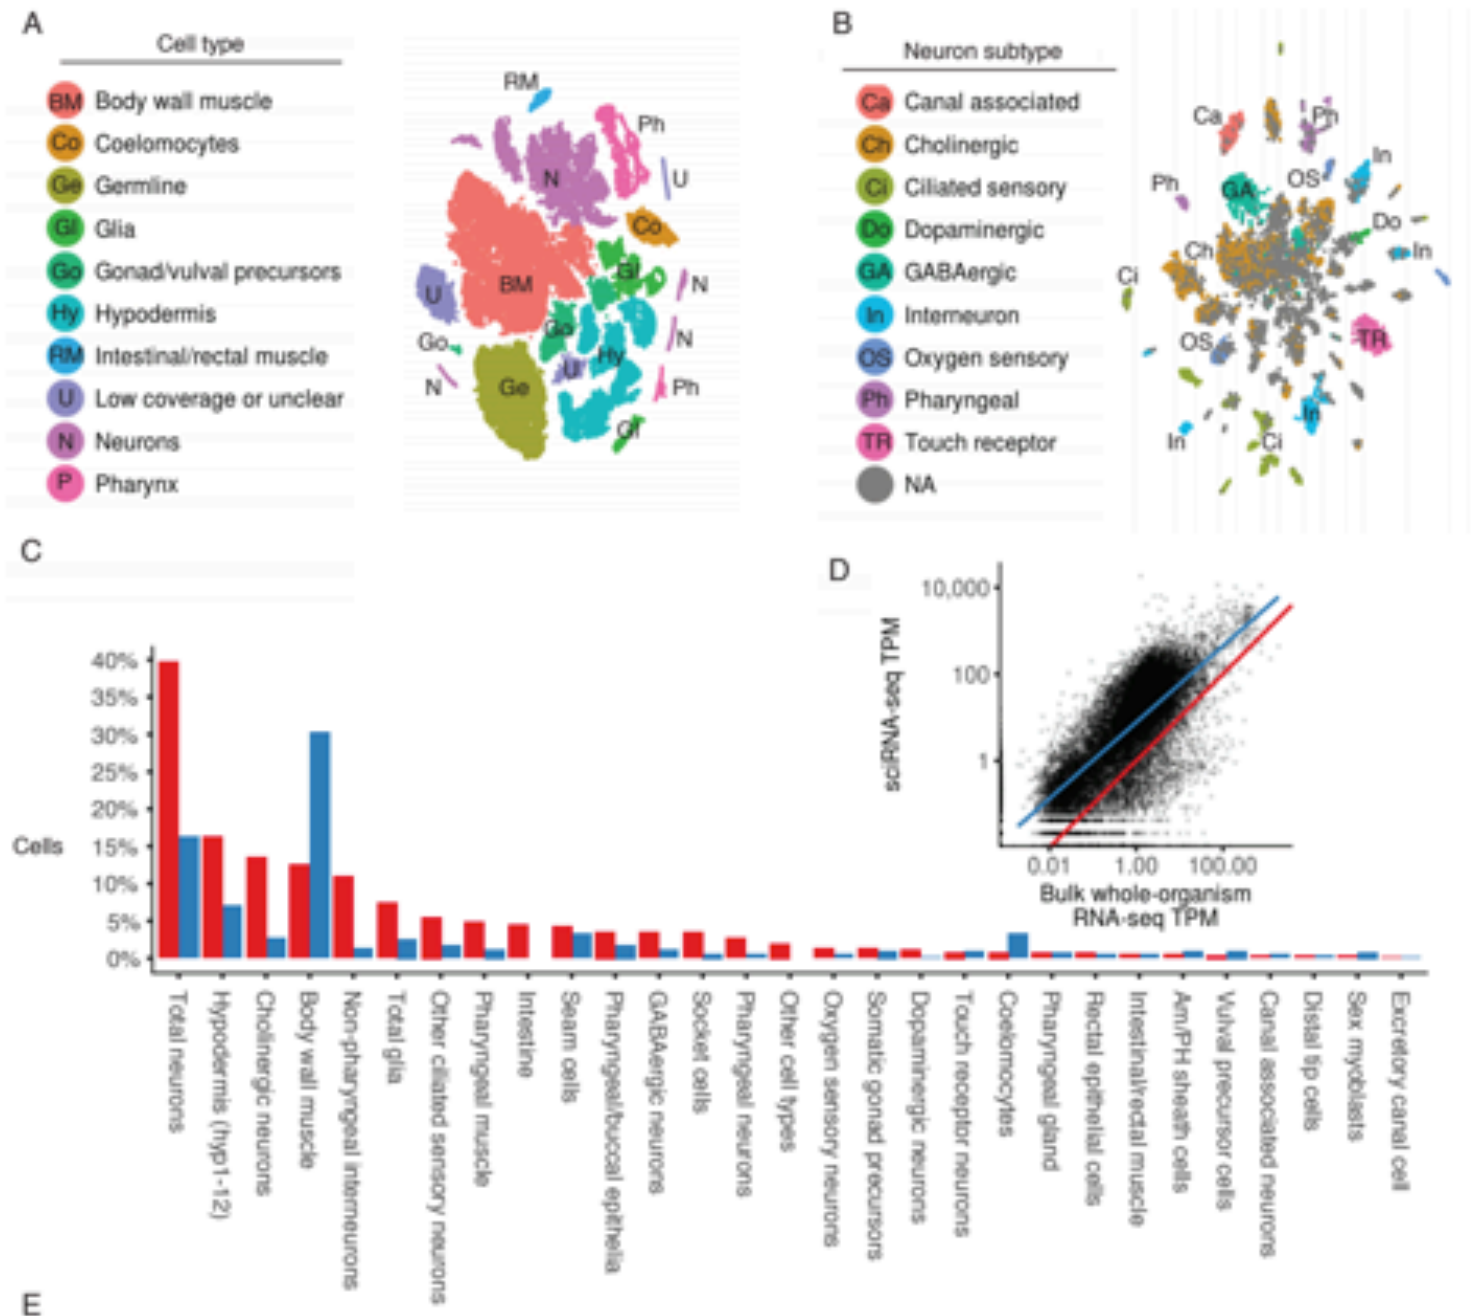 A
Cell type
BM Body wall muscle
Co Coelomocytes
Ge Germline
Gl Glia
Go Gonad/vulval precursors
Hy Hypodermis
RM Intestinal/rectal muscle
U Low coverage or unclear
N Neurons
P Pharynx
RM
Ph
N
U
Co
BM
Gl
U
N
Go
Go
N
Hy
U
N
Ge
Ph
Gl
B
Neuron subtype
Ca Canal associated
Ch Cholinergic
Ci Ciliated sensory
Do Dopaminergic
GA GABAergic
In Interneuron
OS Oxygen sensory
Ph Pharyngeal
TR Touch receptor
NA
Ca
Ph
In
Ph
GA
OS
Do
Ch
In
Ci
OS
TR
In
In
Ci
C
Cells
40%
35%
30%
25%
20%
15%
10%
5%
0%
Total neurons
Hypodermis (hyp1-12)
Cholinergic neurons
Body wall muscle
Non-pharyngeal interneurons
Total glia
Other ciliated sensory neurons
Pharyngeal muscle
Intestine
Seam cells
Pharyngeal/buccal epithelia
GABAergic neurons
Socket cells
Pharyngeal neurons
Other cell types
Oxygen sensory neurons
Somatic gonad precursors
Dopaminergic neurons
Touch receptor neurons
Coelomocytes
Pharyngeal gland
Rectal epithelial cells
Intestinal/rectal muscle
Am/PH sheath cells
Vulval precursor cells
Canal associated neurons
Distal tip cells
Sex myoblasts
Excretory canal cell
D
sciRNA-seq TPM
10,000
100
1
0.01 1.00 100.00
Bulk whole-organism
RNA-seq TPM
E